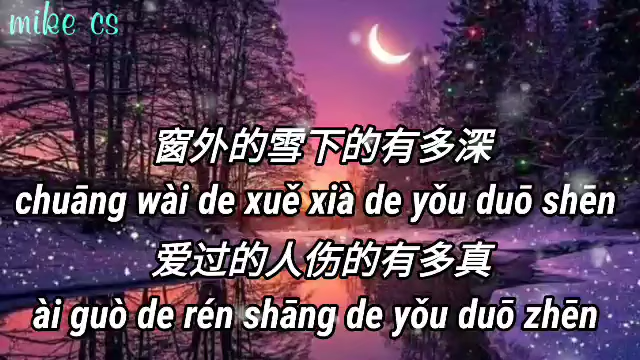 mike cs
窗外的雪下的有多深
chuāng wài de xuě xià de yǒu duō shēn
爱过的人伤的有多真
ài guò de rén shāng de yǒu duō zhēn